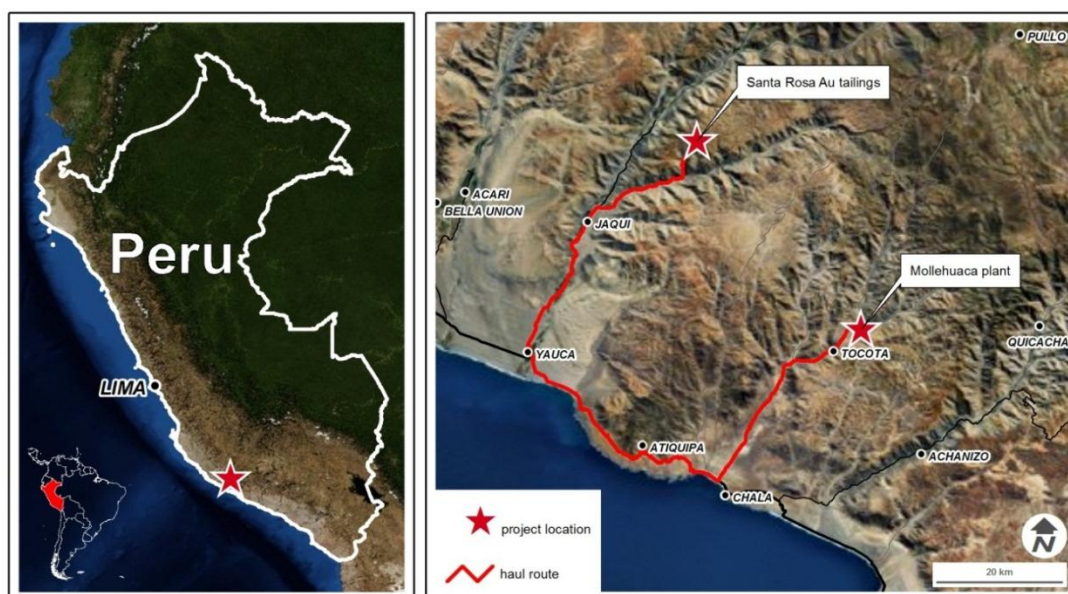 Peru
LIMA
PULLO
Santa Rosa Au tailings
ACARI
BELLA UNION
JAQUI
Mollehuaca plant
YAUCA
TOCOTA
QUICACHA
ATIQUIPA
ACHANIZO
CHALA
project location
haul route
N
20 km